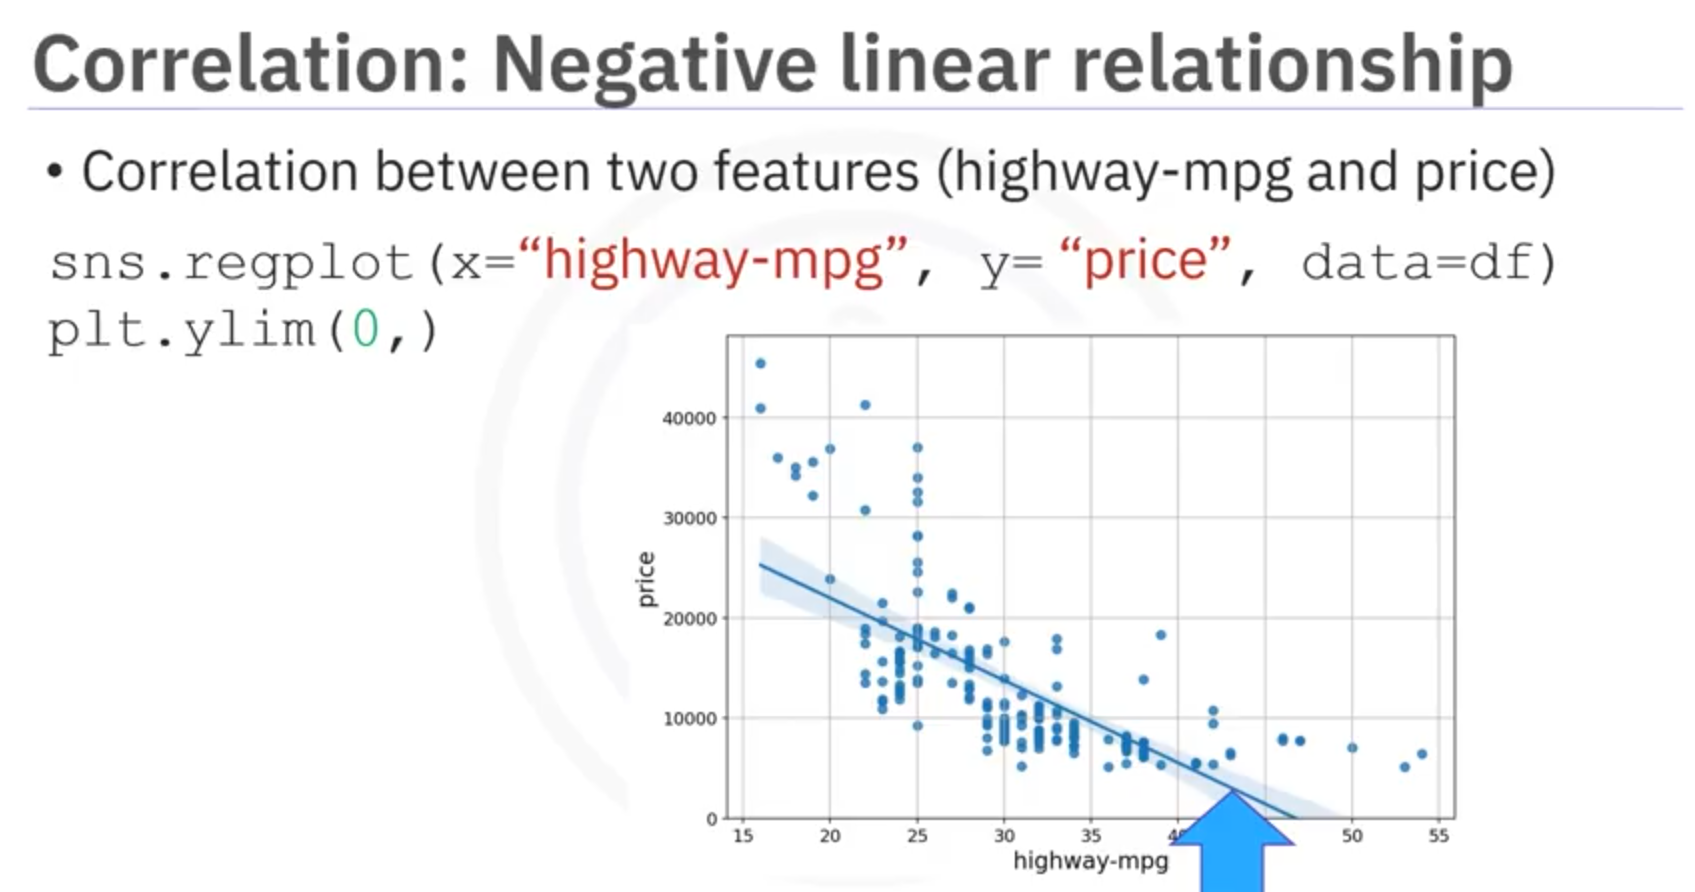 Correlation: Negative linear relationship
• Correlation between two features (highway-mpg and price)
sns.regplot(x=“highway-mpg”, y= “price”, data=df)
plt.ylim(0,)
40000
30000
20000
10000
0
price
15 20 25 30 35 50 55
highway-mpg